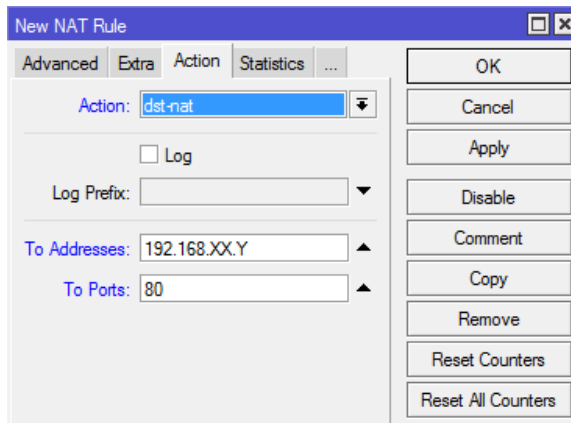 New NAT Rule
Advanced Extra Action Statistics ...
Action: dst-nat
Log
Log Prefix:
To Addresses: 192.168.XX.Y
To Ports: 80
OK
Cancel
Apply
Disable
Comment
Copy
Remove
Reset Counters
Reset All Counters